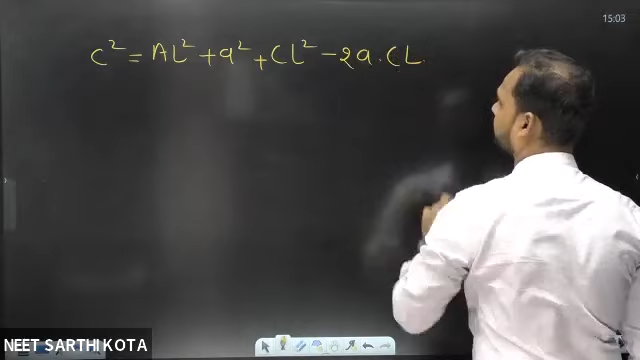 15:03
c² = AL² + a² + CL² - 2a.CL
NEET SARTHI KOTA